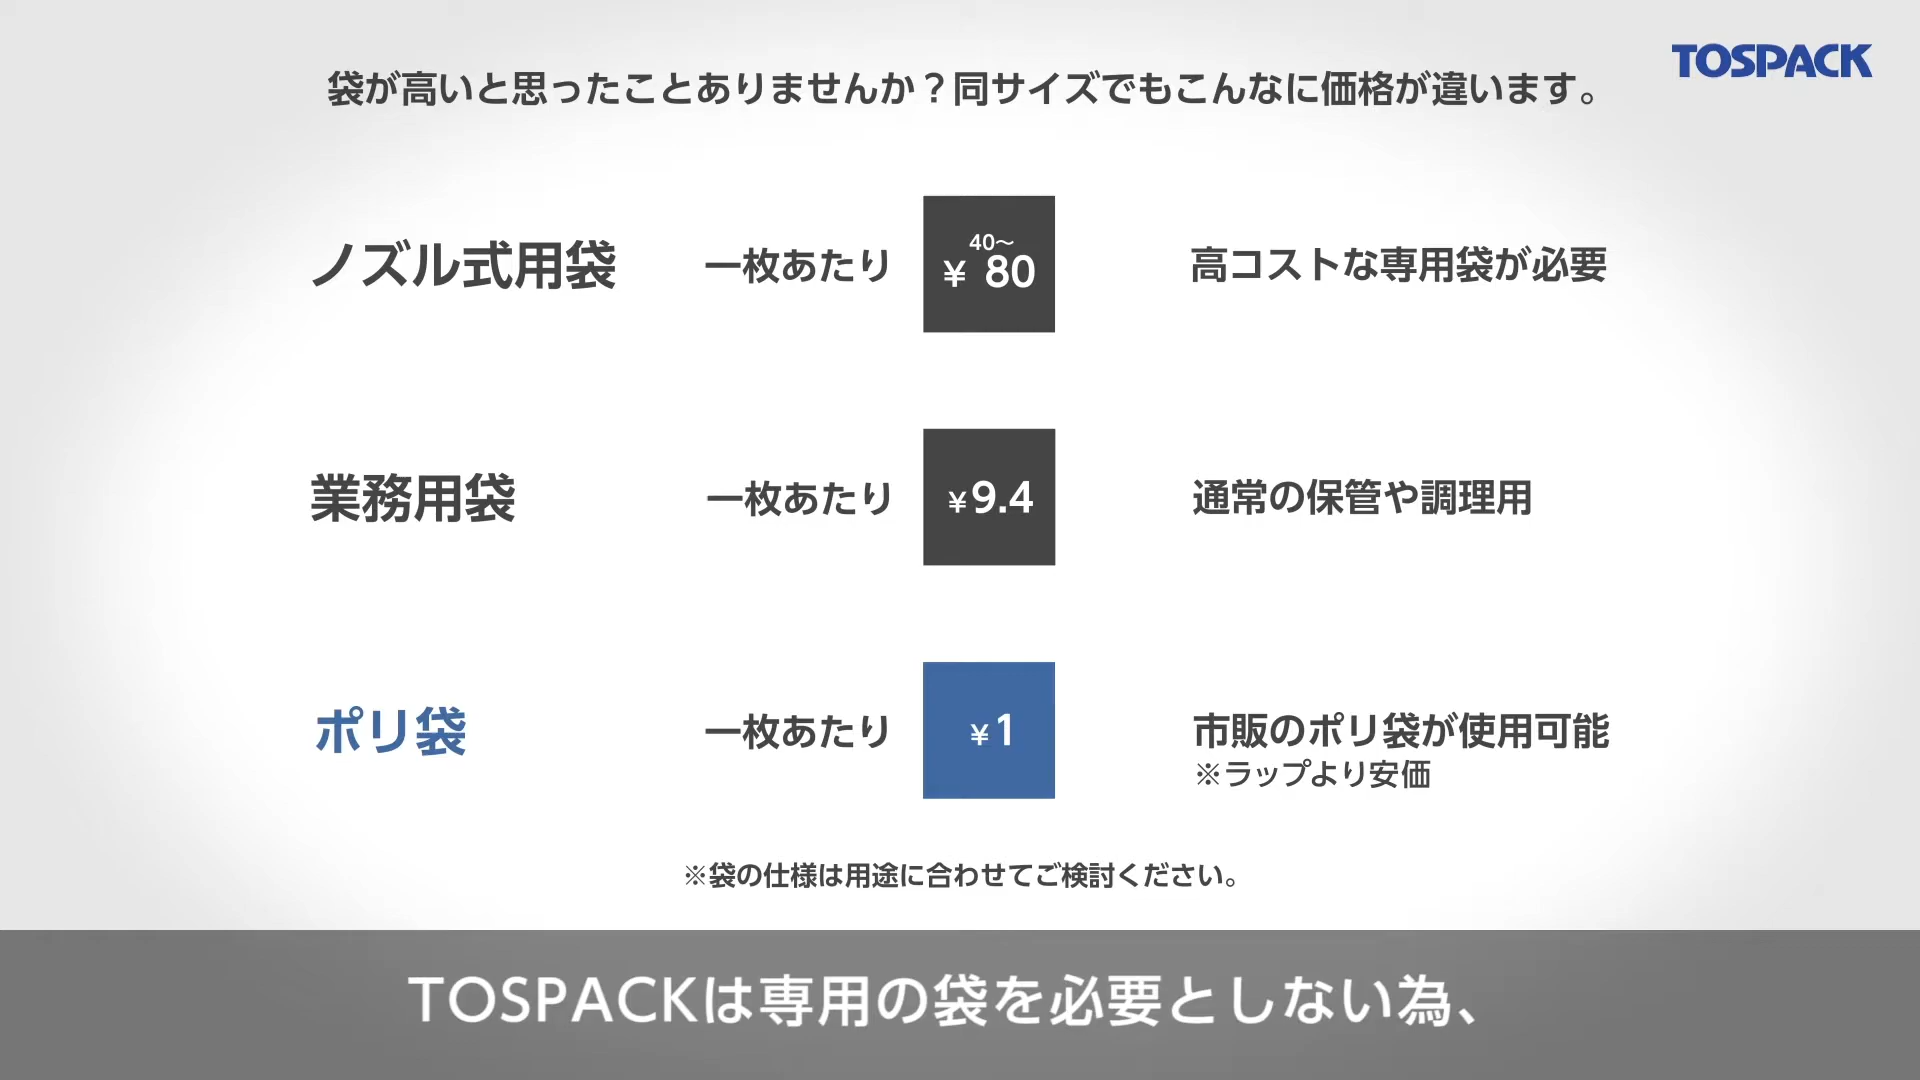 TOSPACK
袋が高いと思ったことありませんか？同サイズでもこんなに価格が違います。
ノズル式用袋 一枚あたり ¥ 40～80 高コストな専用袋が必要
業務用袋 一枚あたり ¥9.4 通常の保管や調理用
ポリ袋 一枚あたり ¥1 市販のポリ袋が使用可能
※ラップより安価
※袋の仕様は用途に合わせてご検討ください。
TOSPACKは専用の袋を必要としない為、